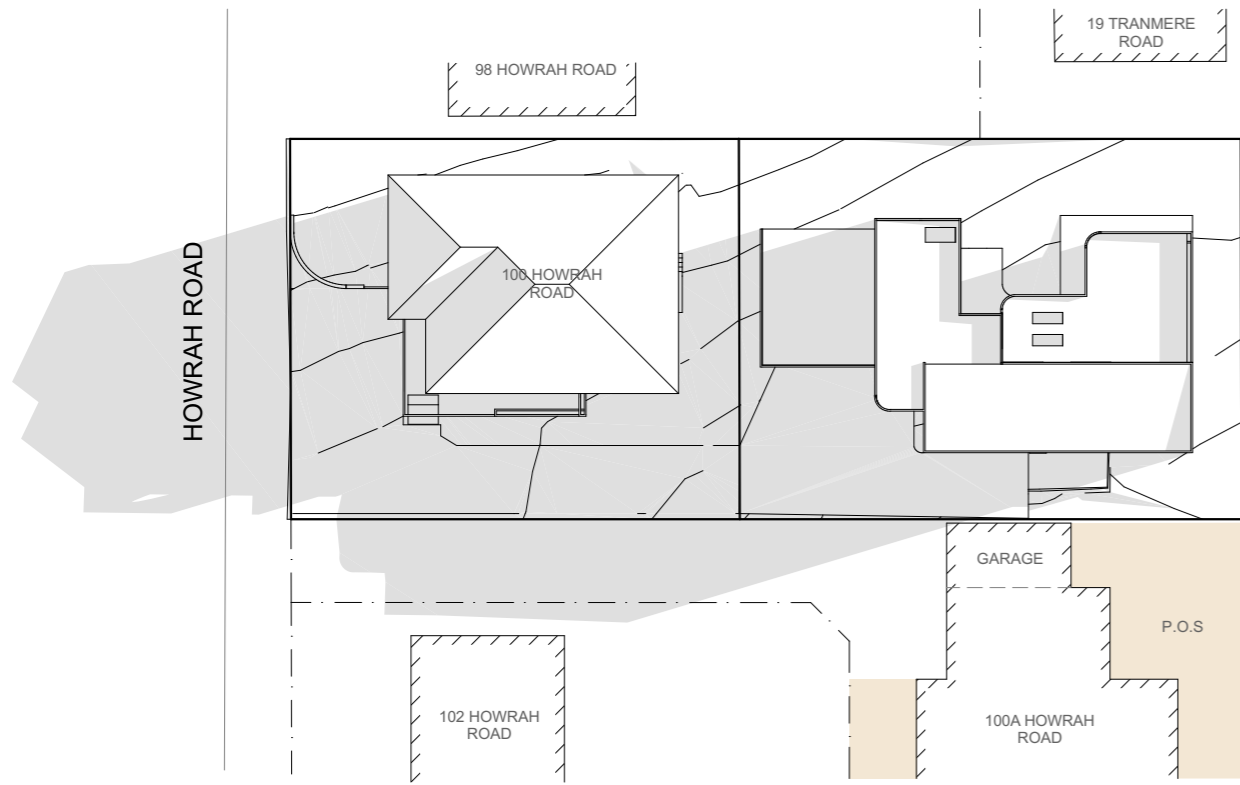 19 TRANMERE
ROAD
98 HOWRAH ROAD
HOWRAH ROAD
100 HOWRAH
ROAD
GARAGE
P.O.S
102 HOWRAH
ROAD
100A HOWRAH
ROAD